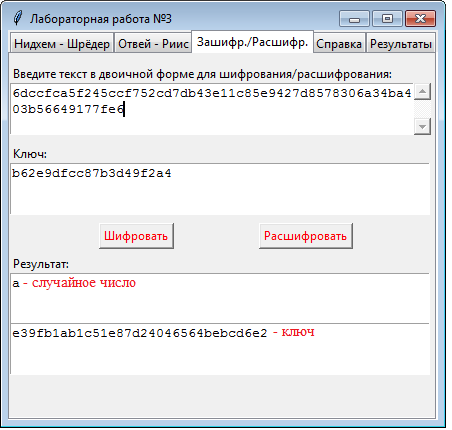 Лабораторная работа №3
Нидхем - Шрёдер Отвей - Риис Зашифр./Расшифр. Справка Результаты
Введите текст в двоичной форме для шифрования/расшифрования:
6dccfca5f245ccf752cd7db43e11c85e9427d8578306a34ba4
03b56649177fe6
Ключ:
b62e9dfcc87b3d49f2a4
Шифровать Расшифровать
Результат:
a - случайное число
e39fb1ab1c51e87d24046564bebcd6e2 - ключ